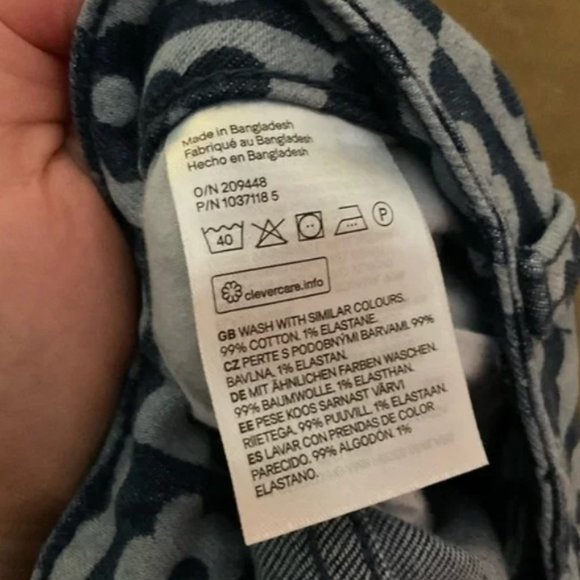 Made in Bangladesh
Fabriqué au Bangladesh
Hecho en Bangladesh
O/N 209448
P/N 1037118 5
40 P
clevercare.info
GB WASH WITH SIMILAR COLOURS.
99% COTTON. 1% ELASTANE.
CZ PERTE S PODOBNÝMI BARVAMI. 99%
BAVLNA, 1% ELASTAN.
DE MIT ÄHNLICHEN FARBEN WASCHEN.
99% BAUMWOLLE. 1% ELASTHAN.
EE PESE KOOS SARNAST VÄRVI
RIIETEGA. 99% PUUVILL. 1% ELASTAAN.
ES LAVAR CON PRENDAS DE COLOR
PARECIDO. 99% ALGODÓN. 1%
ELASTANO.